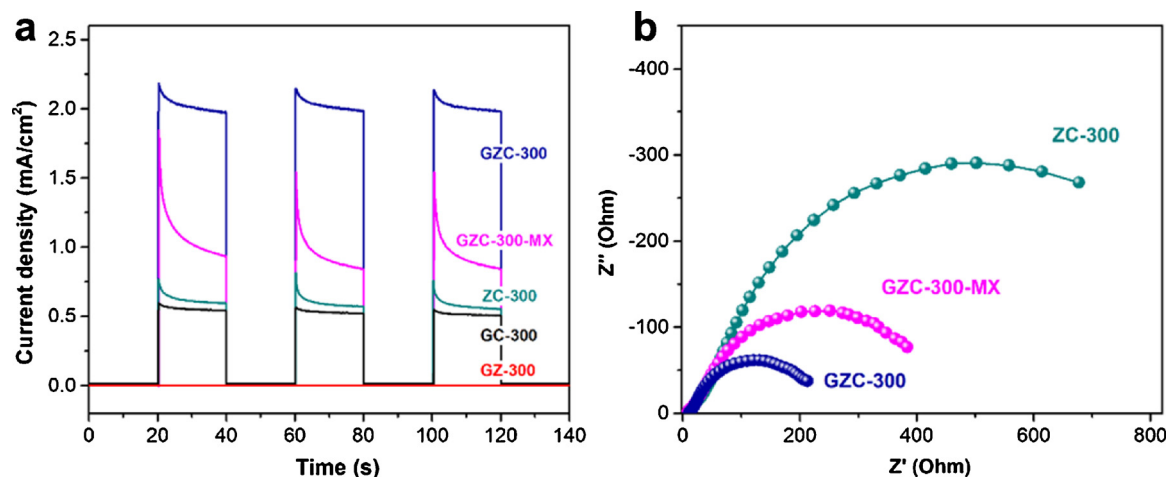 a
2.5
2.0
1.5
1.0
0.5
0.0
Current density (mA/cm²)
GZC-300
GZC-300-MX
ZC-300
GC-300
GZ-300
0 20 40 60 80 100 120 140
Time (s)
b
-400
-300
-200
-100
0
Z'' (Ohm)
ZC-300
GZC-300-MX
GZC-300
0 200 400 600 800
Z' (Ohm)